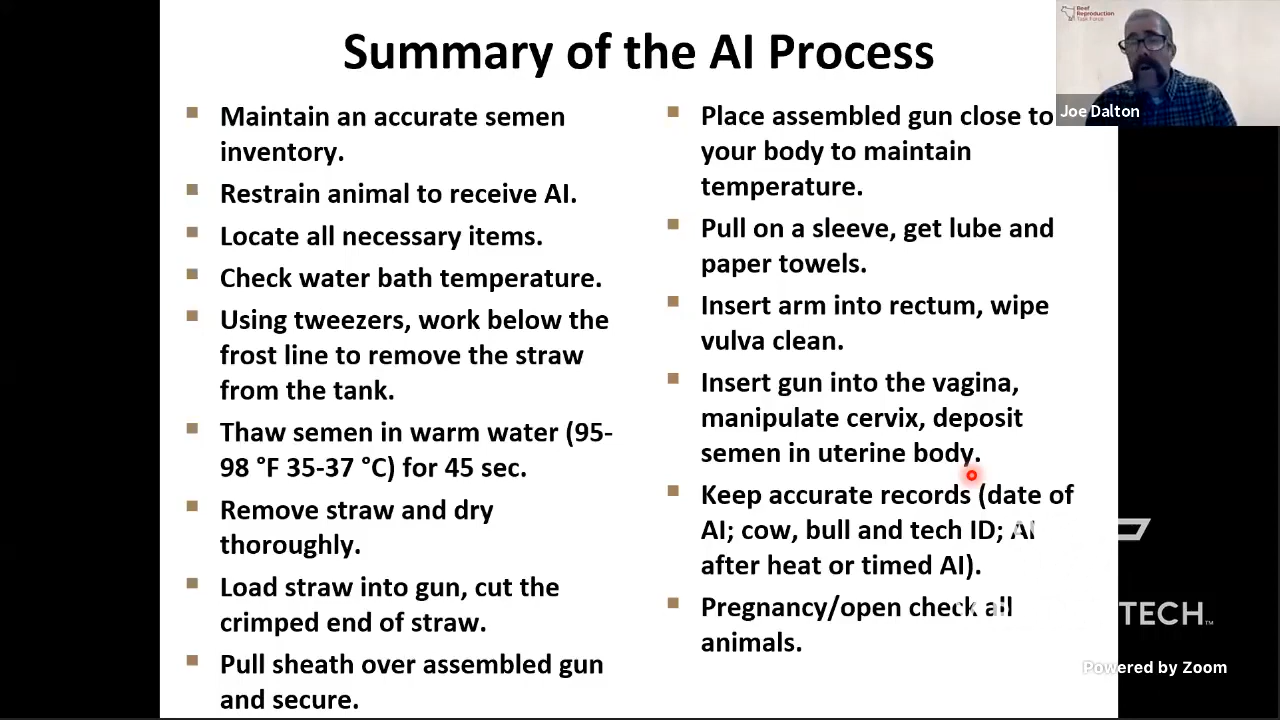 Summary of the AI Process
Maintain an accurate semen
inventory.
Restrain animal to receive AI.
Locate all necessary items.
Check water bath temperature.
Using tweezers, work below the
frost line to remove the straw
from the tank.
Thaw semen in warm water (95-
98 °F 35-37 °C) for 45 sec.
Remove straw and dry
thoroughly.
Load straw into gun, cut the
crimped end of straw.
Pull sheath over assembled gun
and secure.
Place assembled gun close to
your body to maintain
temperature.
Pull on a sleeve, get lube and
paper towels.
Insert arm into rectum, wipe
vulva clean.
Insert gun into the vagina,
manipulate cervix, deposit
semen in uterine body.
Keep accurate records (date of
AI; cow, bull and tech ID; AI
after heat or timed AI).
Pregnancy/open check all
animals.
Beef
Reproduction
Task Force
Joe Dalton
TECH™
Powered by Zoom